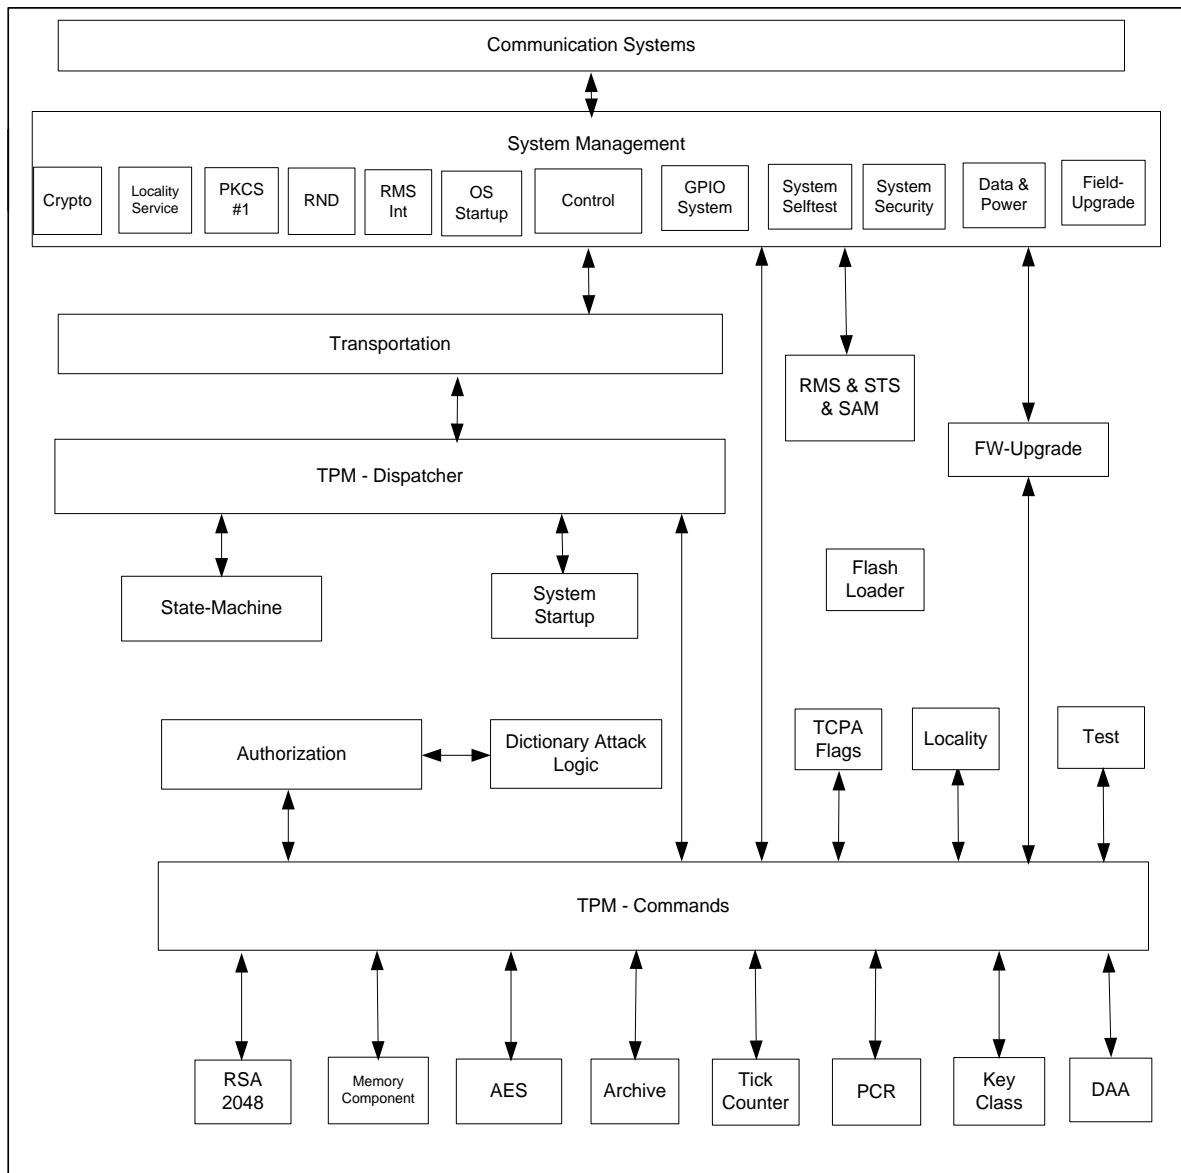 Communication Systems
System Management
Crypto
Locality
Service
PKCS
#1
RND
RMS
Int
OS
Startup
Control
GPIO
System
System
Selftest
System
Security
Data &
Power
Field-
Upgrade
Transportation
RMS & STS
& SAM
TPM - Dispatcher
FW-Upgrade
State-Machine
System
Startup
Flash
Loader
Authorization
Dictionary Attack
Logic
TCPA
Flags
Locality
Test
TPM - Commands
RSA
2048
Memory
Component
AES
Archive
Tick
Counter
PCR
Key
Class
DAA